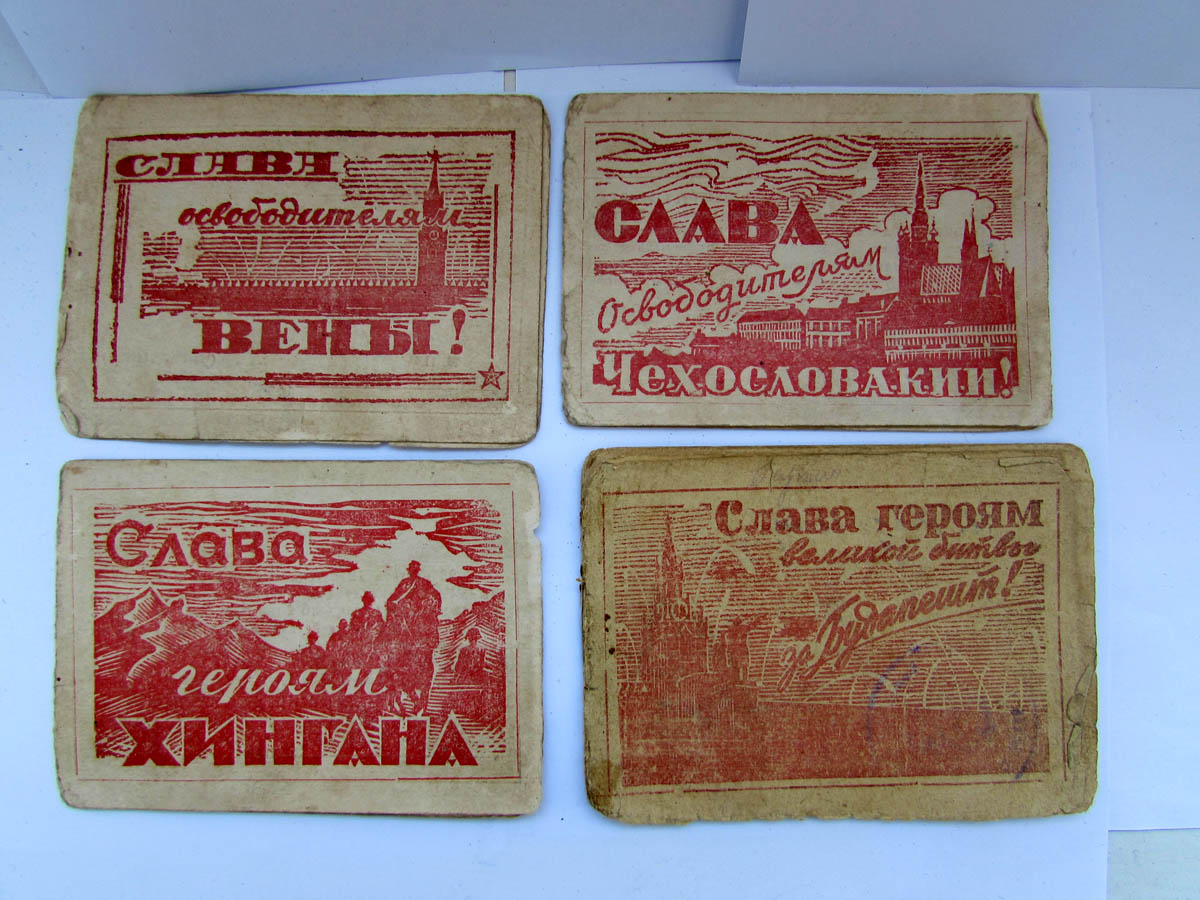 СЛАВА
освободителям
ВЕНЫ!
СЛАВА
Освободителям
Чехословакии!
Слава
героям
ХИНГАНА
Слава героям
великой битвы
за Будапешт!